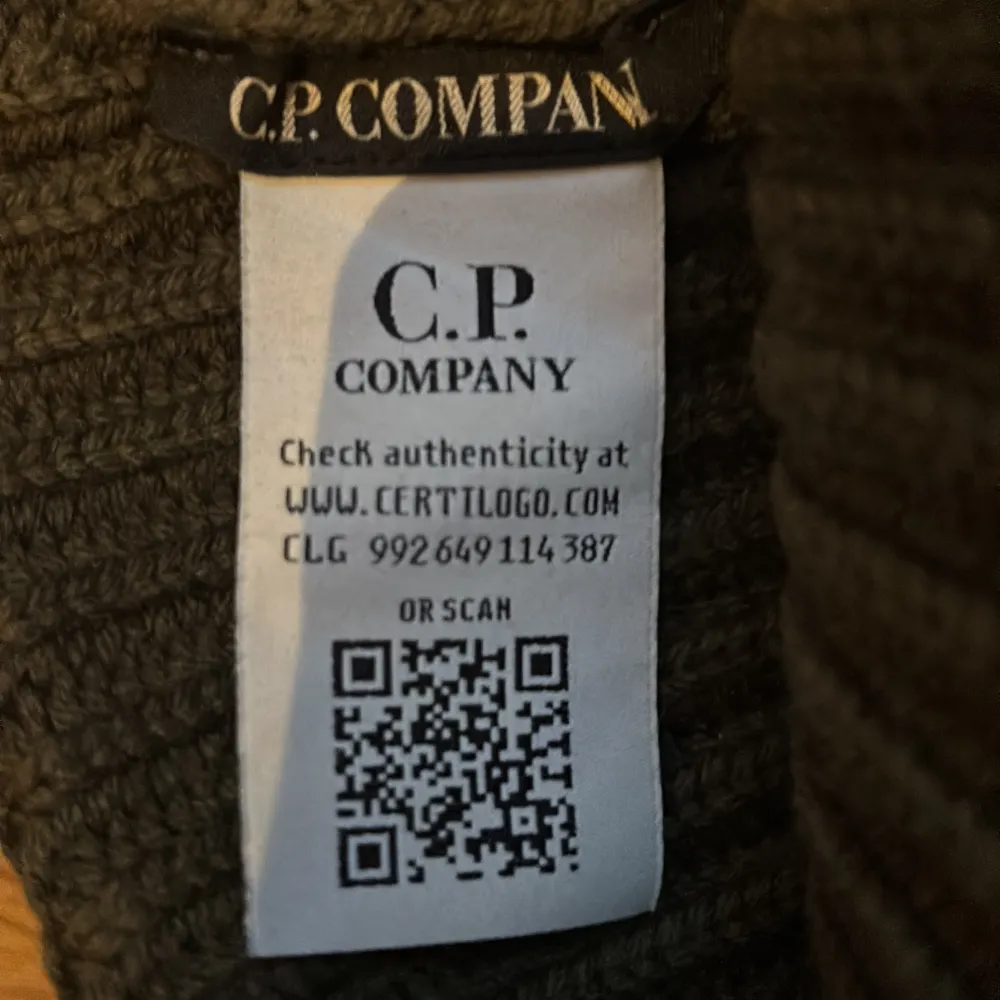 C.P. COMPAN
C.P.
COMPANY
Check authenticity at
WWW.CERTILOGO.COM
CLG 992649114387
OR SCAN